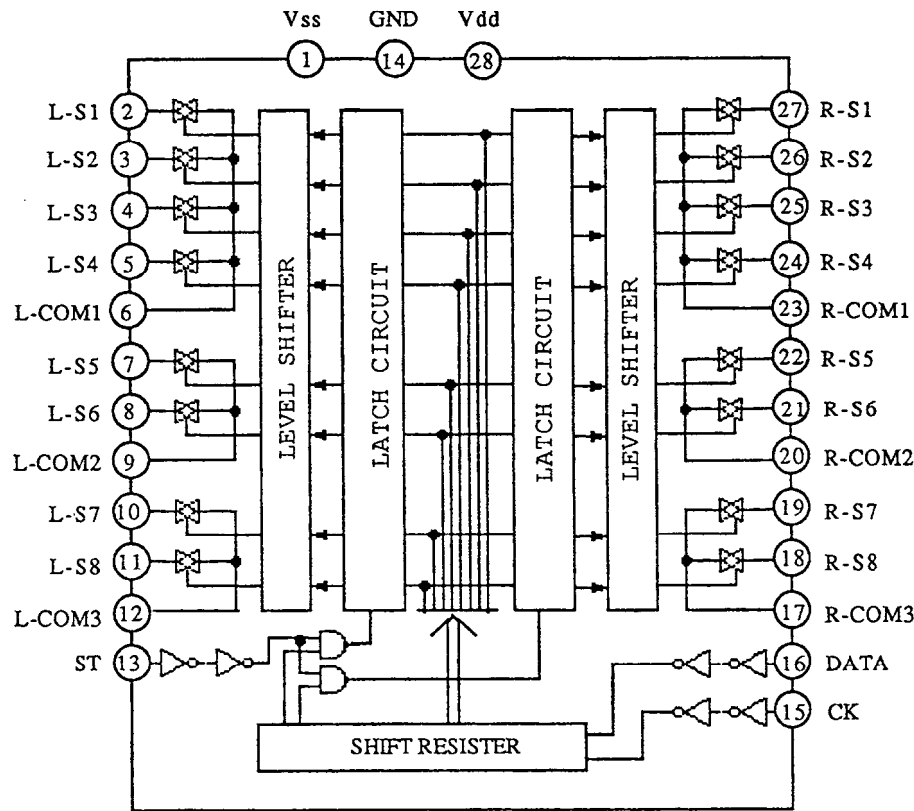 Vss GND Vdd
1 14 28
L-S1 2 27 R-S1
L-S2 3 26 R-S2
L-S3 4 25 R-S3
L-S4 5 24 R-S4
L-COM1 6 23 R-COM1
L-S5 7 22 R-S5
L-S6 8 21 R-S6
L-COM2 9 20 R-COM2
L-S7 10 19 R-S7
L-S8 11 18 R-S8
L-COM3 12 17 R-COM3
ST 13 16 DATA
15 CK
LEVEL SHIFTER
LATCH CIRCUIT
LATCH CIRCUIT
LEVEL SHIFTER
SHIFT RESISTER